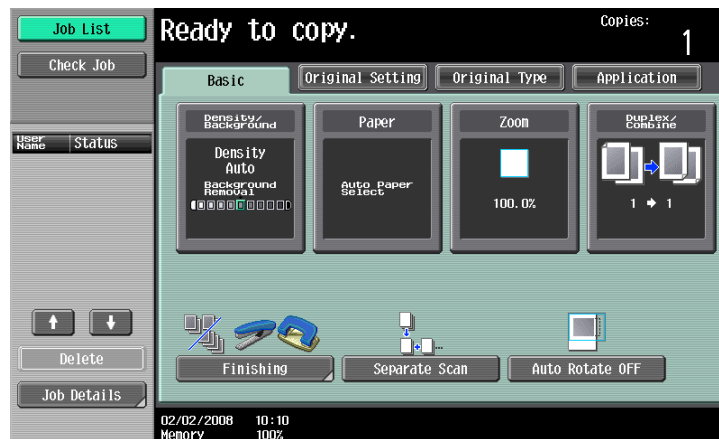 Job List
Check Job
User Name
Status
Delete
Job Details
Ready to copy.
Copies:
1
Basic
Original Setting
Original Type
Application
Density/
Background
Density
Auto
Background
Removal
Paper
Auto Paper
Select
Zoom
100.0%
Duplex/
Combine
1 → 1
Finishing
Separate Scan
Auto Rotate OFF
02/02/2008 10:10
Memory 100%